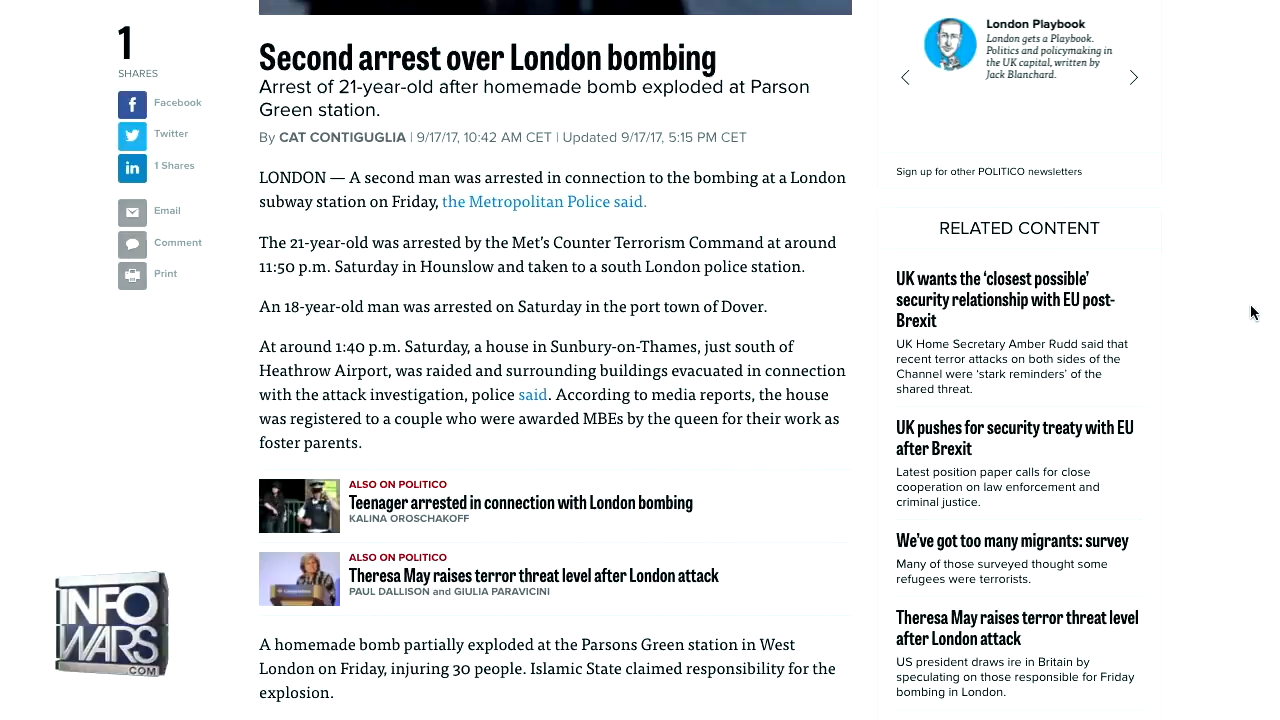 1
SHARES
Facebook
Twitter
1 Shares
Email
Comment
Print
Second arrest over London bombing
Arrest of 21-year-old after homemade bomb exploded at Parson
Green station.
By CAT CONTIGUGLIA | 9/17/17, 10:42 AM CET | Updated 9/17/17, 5:15 PM CET
LONDON — A second man was arrested in connection to the bombing at a London
subway station on Friday, the Metropolitan Police said.
The 21-year-old was arrested by the Met's Counter Terrorism Command at around
11:50 p.m. Saturday in Hounslow and taken to a south London police station.
An 18-year-old man was arrested on Saturday in the port town of Dover.
At around 1:40 p.m. Saturday, a house in Sunbury-on-Thames, just south of
Heathrow Airport, was raided and surrounding buildings evacuated in connection
with the attack investigation, police said. According to media reports, the house
was registered to a couple who were awarded MBEs by the queen for their work as
foster parents.
ALSO ON POLITICO
Teenager arrested in connection with London bombing
KALINA OROSCHAKOFF
ALSO ON POLITICO
Theresa May raises terror threat level after London attack
PAUL DALLISON and GIULIA PARAVICINI
A homemade bomb partially exploded at the Parsons Green station in West
London on Friday, injuring 30 people. Islamic State claimed responsibility for the
explosion.
London Playbook
London gets a Playbook.
Politics and policymaking in
the UK capital, written by
Jack Blanchard.
Sign up for other POLITICO newsletters
RELATED CONTENT
UK wants the 'closest possible'
security relationship with EU post-
Brexit
UK Home Secretary Amber Rudd said that
recent terror attacks on both sides of the
Channel were 'stark reminders' of the
shared threat.
UK pushes for security treaty with EU
after Brexit
Latest position paper calls for close
cooperation on law enforcement and
criminal justice.
We've got too many migrants: survey
Many of those surveyed thought some
refugees were terrorists.
Theresa May raises terror threat level
after London attack
US president draws ire in Britain by
speculating on those responsible for Friday
bombing in London.
INFO
WARS
.COM